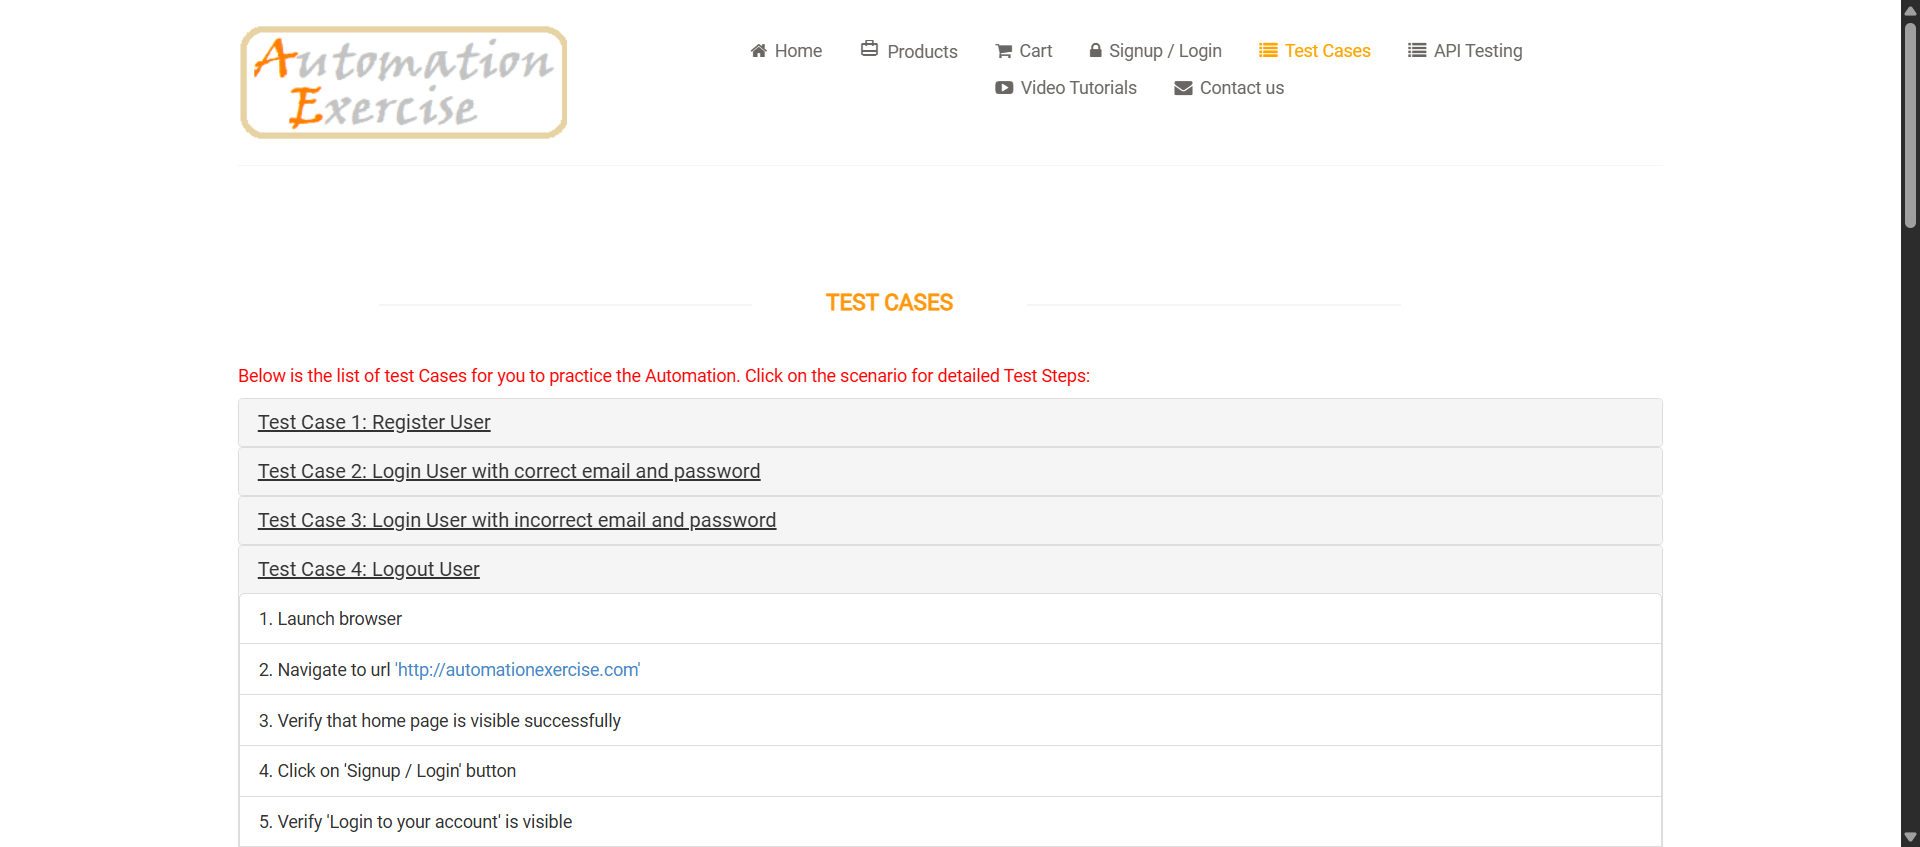 Automation
Exercise
Home Products Cart Signup / Login Test Cases API Testing
Video Tutorials Contact us
TEST CASES
Below is the list of test Cases for you to practice the Automation. Click on the scenario for detailed Test Steps:
Test Case 1: Register User
Test Case 2: Login User with correct email and password
Test Case 3: Login User with incorrect email and password
Test Case 4: Logout User
1. Launch browser
2. Navigate to url 'http://automationexercise.com'
3. Verify that home page is visible successfully
4. Click on 'Signup / Login' button
5. Verify 'Login to your account' is visible